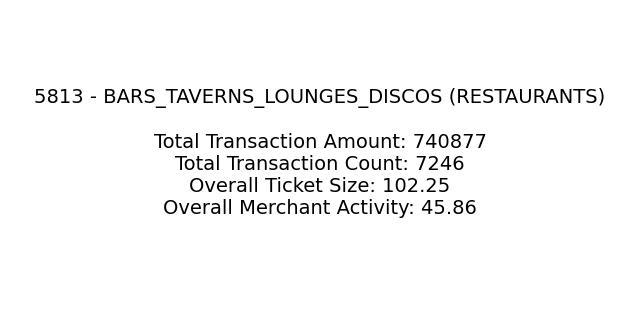 5813 - BARS_TAVERNS_LOUNGES_DISCOS (RESTAURANTS)
Total Transaction Amount: 740877
Total Transaction Count: 7246
Overall Ticket Size: 102.25
Overall Merchant Activity: 45.86